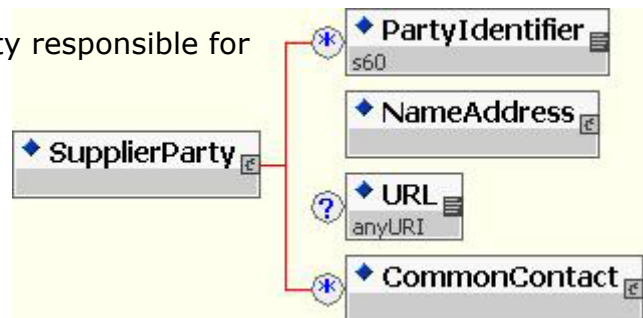 ty responsible for
PartyIdentifier
s60
NameAddress
SupplierParty
?
URL
anyURI
CommonContact